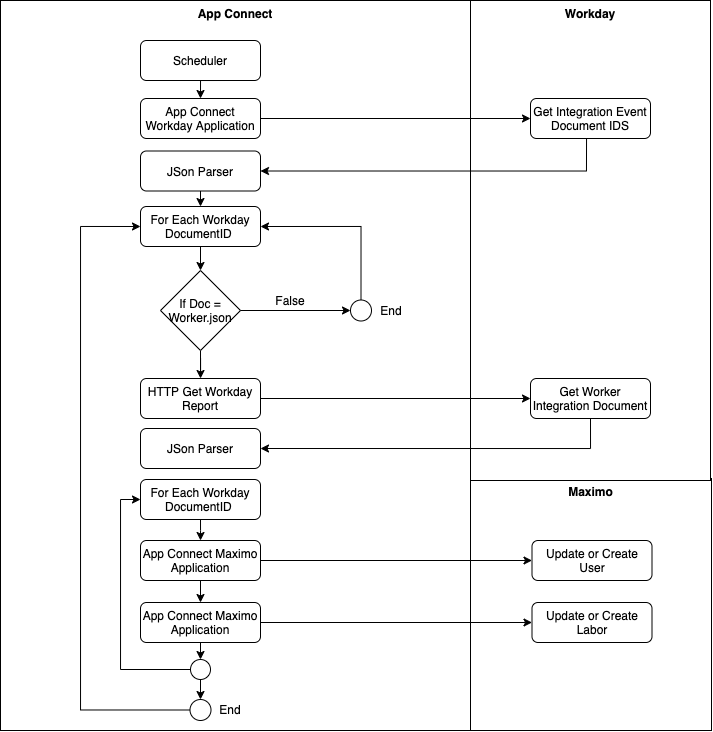 App Connect
Workday
Scheduler
App Connect
Workday Application
Get Integration Event
Document IDS
JSon Parser
For Each Workday
DocumentID
If Doc =
Worker.json
False
End
HTTP Get Workday
Report
Get Worker
Integration Document
JSon Parser
For Each Workday
DocumentID
Maximo
App Connect Maximo
Application
Update or Create
User
App Connect Maximo
Application
Update or Create
Labor
End